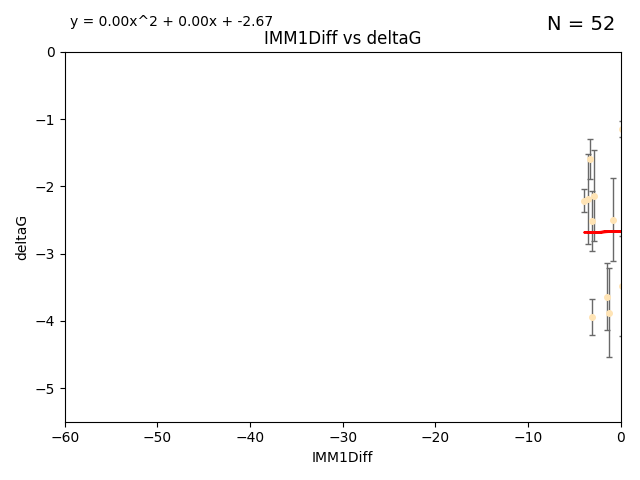 y = 0.00x^2 + 0.00x + -2.67
N = 52
IMM1Diff vs deltaG
0
−1
−2
−3
−4
−5
deltaG
−60 −50 −40 −30 −20 −10 0
IMM1Diff